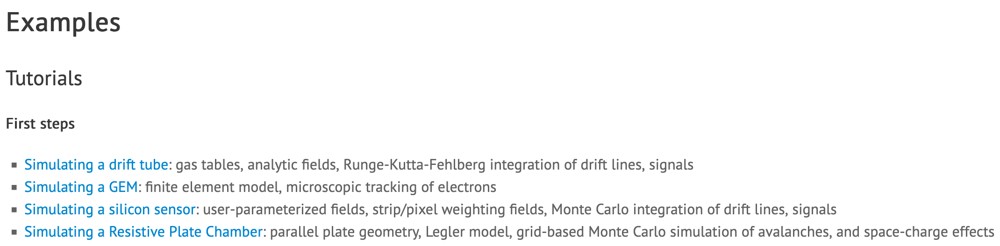 Examples
Tutorials
First steps
▪ Simulating a drift tube: gas tables, analytic fields, Runge-Kutta-Fehlberg integration of drift lines, signals
▪ Simulating a GEM: finite element model, microscopic tracking of electrons
▪ Simulating a silicon sensor: user-parameterized fields, strip/pixel weighting fields, Monte Carlo integration of drift lines, signals
▪ Simulating a Resistive Plate Chamber: parallel plate geometry, Legler model, grid-based Monte Carlo simulation of avalanches, and space-charge effects